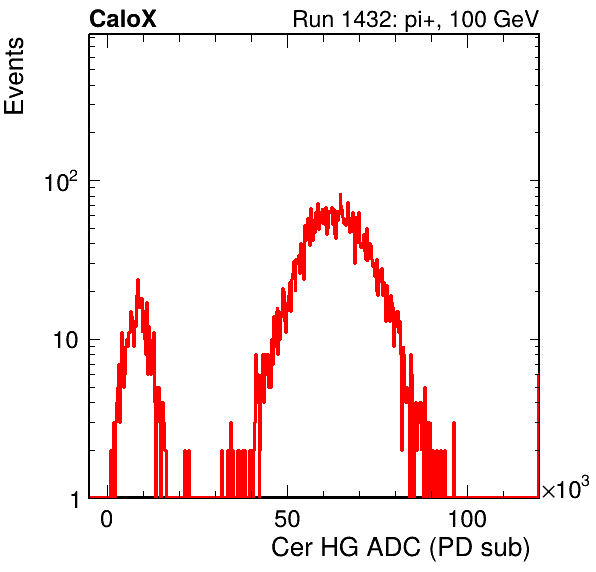 CaloX Run 1432: pi+, 100 GeV
Events
10²
10
1
0 50 100 ×10³
Cer HG ADC (PD sub)